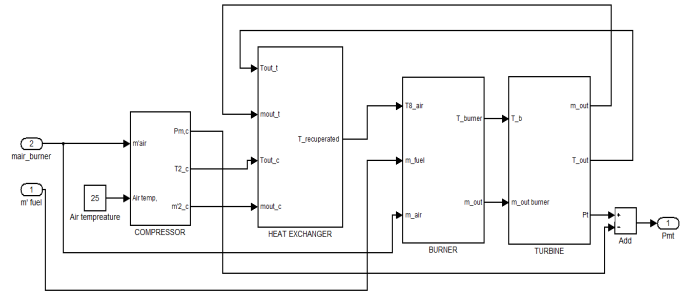 m_out
Tout_t
T8_air
T_burner
T_b
mout_t
Pm,c
m'air
2
T_recuperated
mair_burner
Tout_c
m_fuel
T_out
T2_c
1
25
Air temp,
m' fuel
m'2_c
mout_c
m_air
m_out
m_out burner
Pt
+
-
1
Air tempreature
COMPRESSOR
HEAT EXCHANGER
BURNER
TURBINE
Add
Pmt